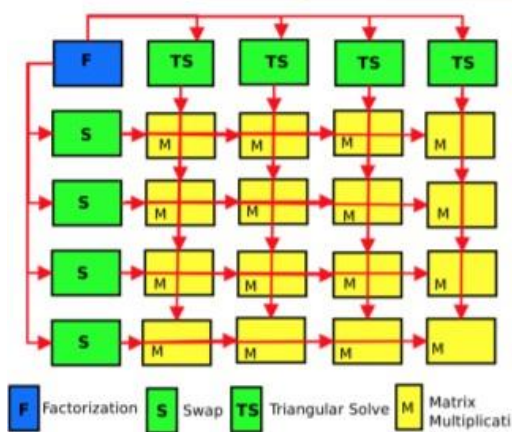 F TS TS TS TS
S M M M M
S M M M M
S M M M M
S M M M M
F Factorization S Swap TS Triangular Solve M Matrix
Multiplicati